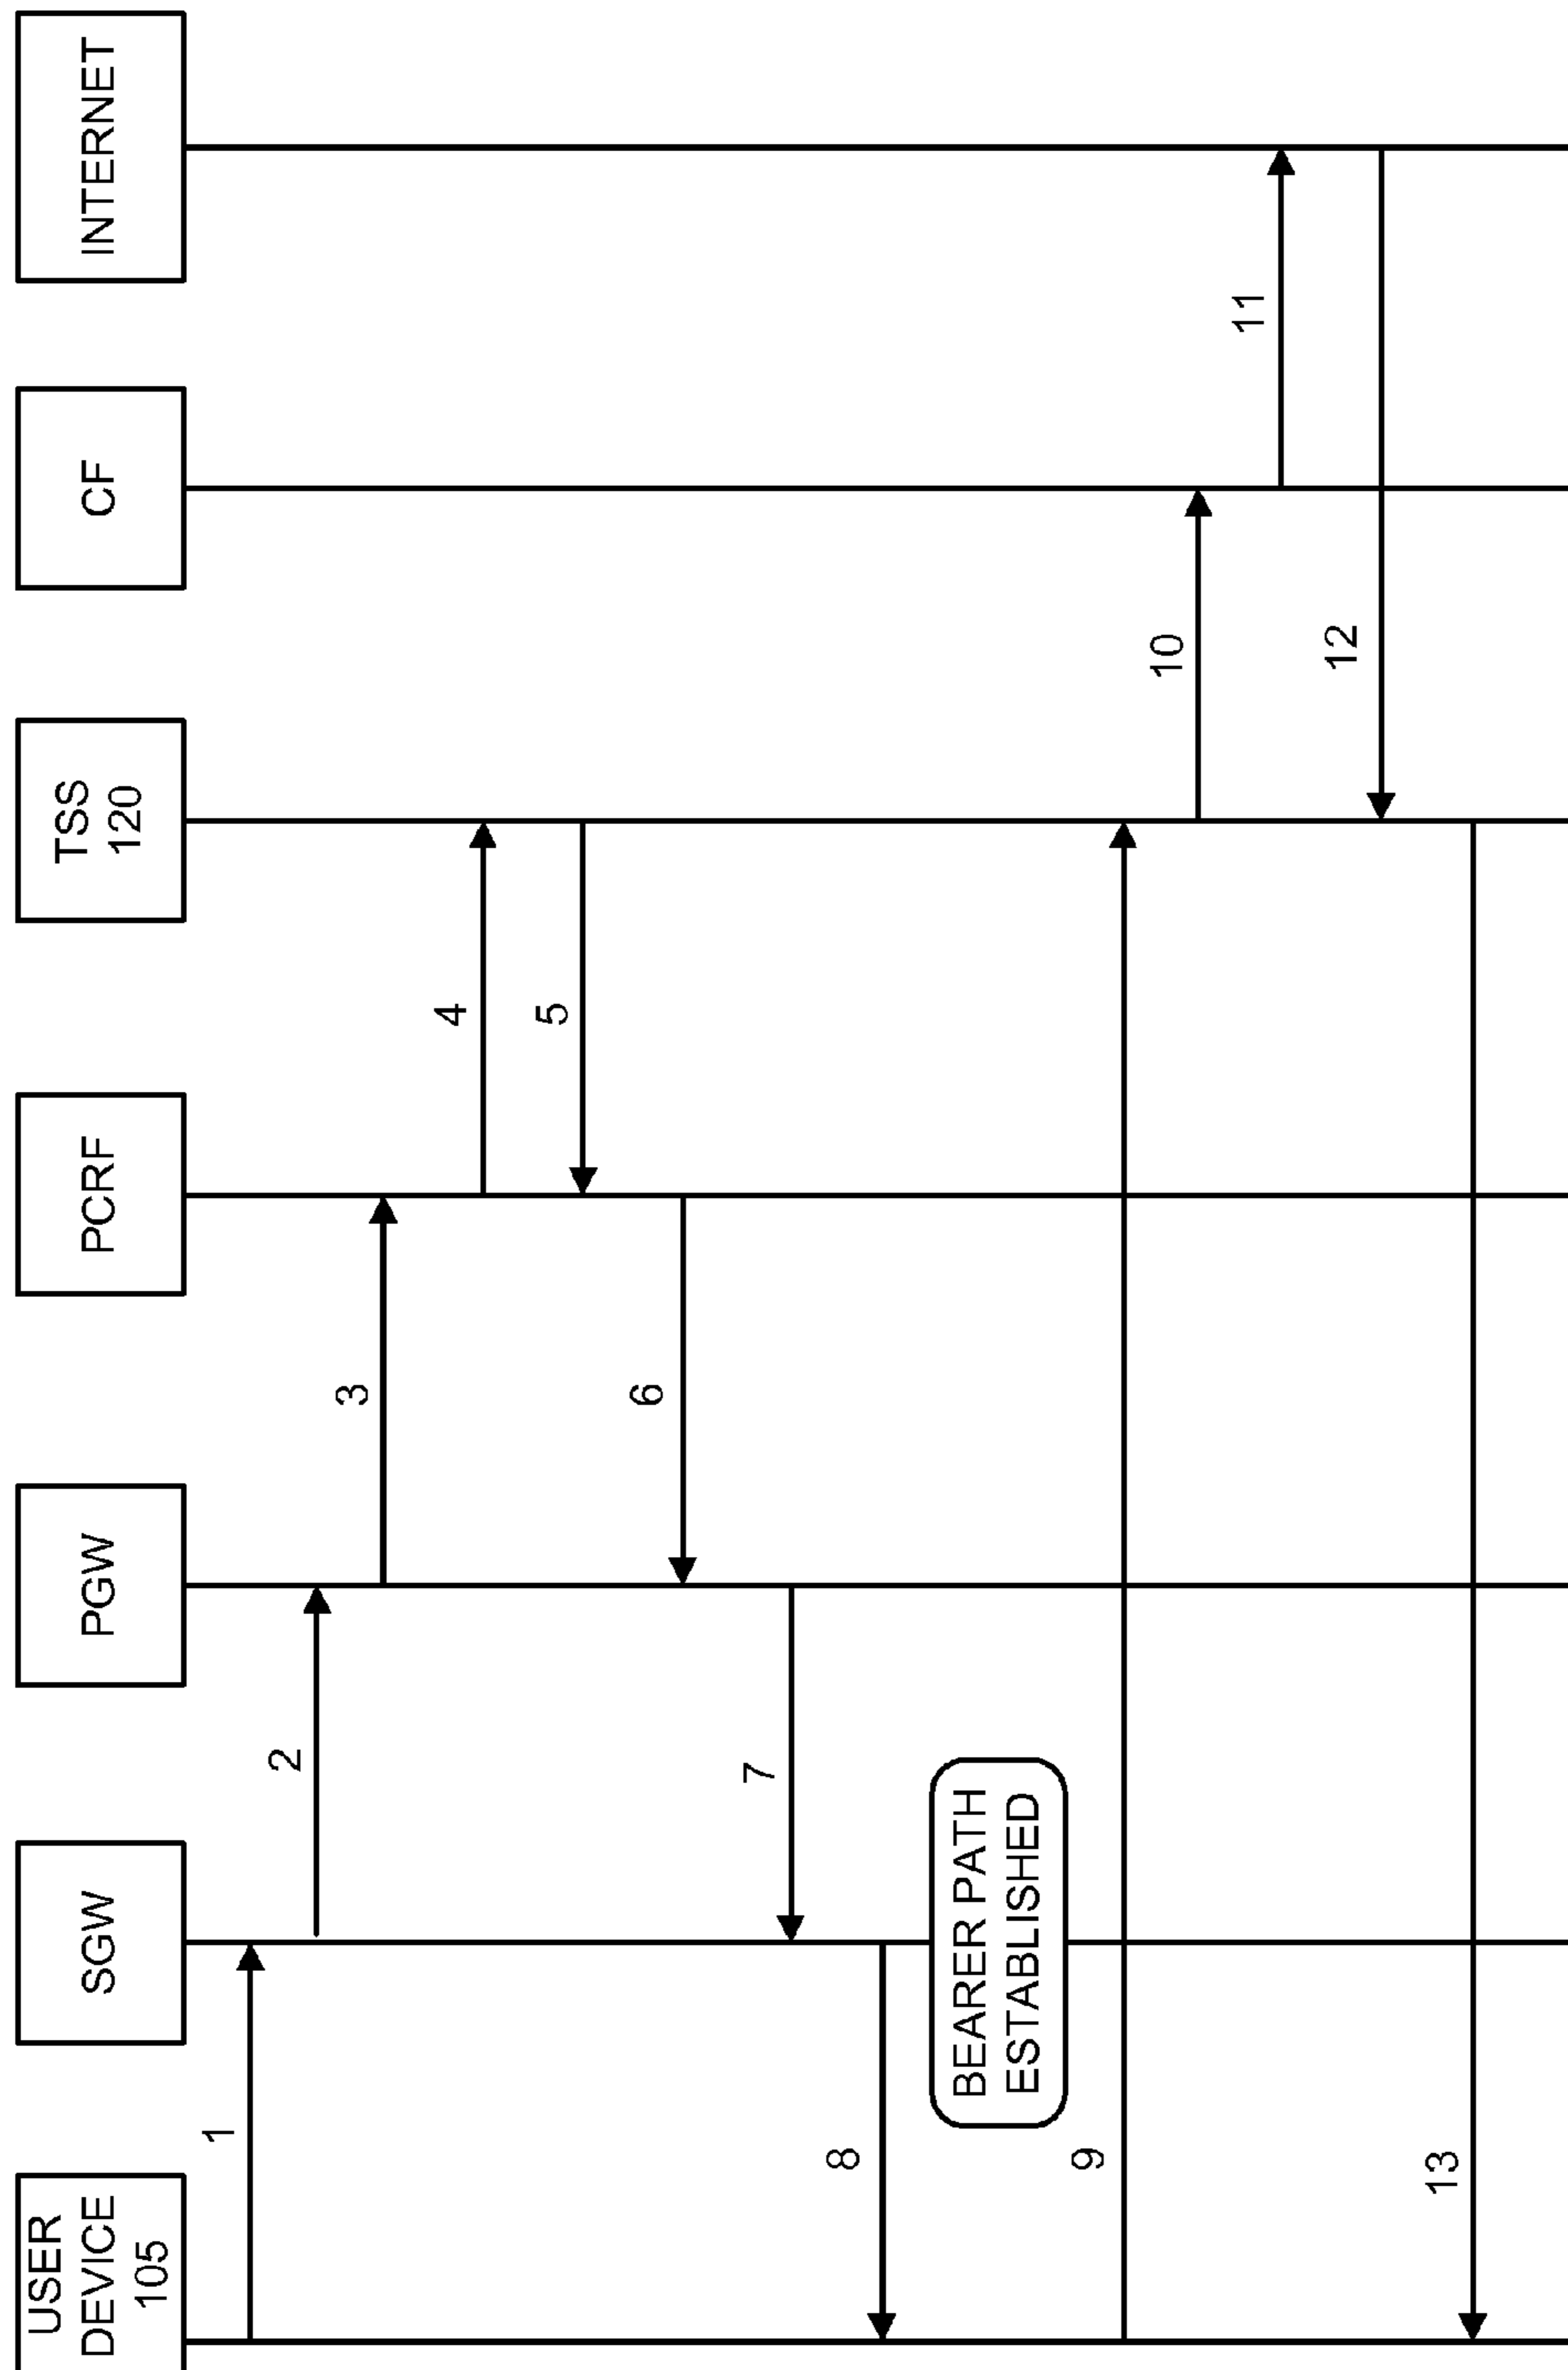 USER
DEVICE
105
SGW
PGW
PCRF
TSS
120
CF
INTERNET
1
2
3
4
5
6
7
8
BEARER PATH
ESTABLISHED
9
10
11
12
13